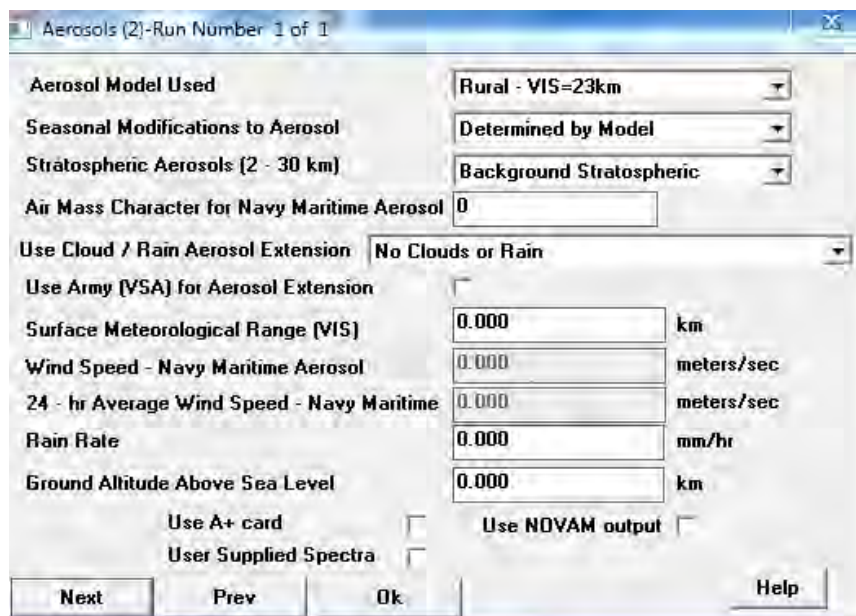 Aerosols (2)-Run Number 1 of 1
Aerosol Model Used Rural - VIS=23km
Seasonal Modifications to Aerosol Determined by Model
Stratospheric Aerosols (2 - 30 km) Background Stratospheric
Air Mass Character for Navy Maritime Aerosol 0
Use Cloud / Rain Aerosol Extension No Clouds or Rain
Use Army (VSA) for Aerosol Extension
Surface Meteorological Range (VIS) 0.000 km
Wind Speed - Navy Maritime Aerosol 0.000 meters/sec
24 - hr Average Wind Speed - Navy Maritime 0.000 meters/sec
Rain Rate 0.000 mm/hr
Ground Altitude Above Sea Level 0.000 km
Use A+ card Use NOVAM output
User Supplied Spectra
Next Prev Ok Help